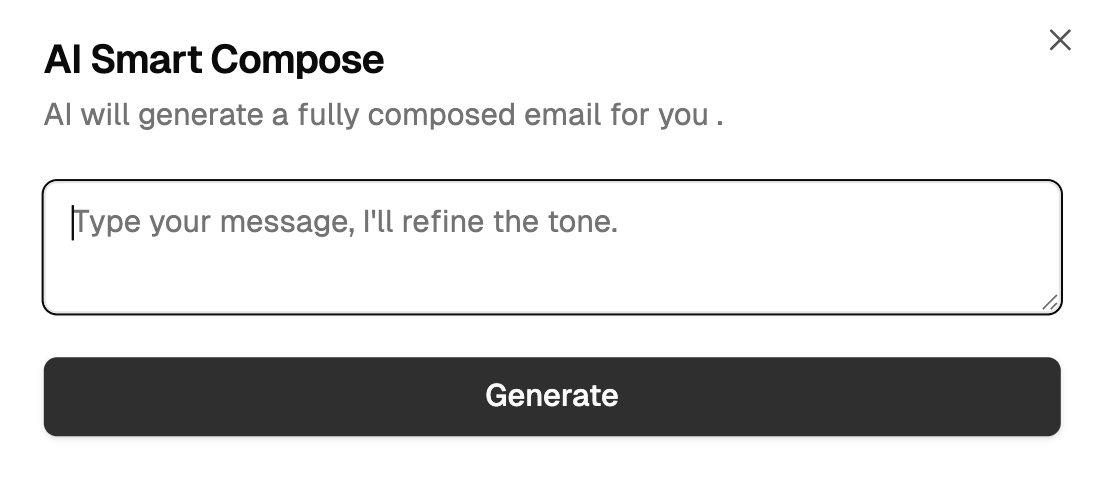 AI Smart Compose
AI will generate a fully composed email for you .
Type your message, I'll refine the tone.
Generate